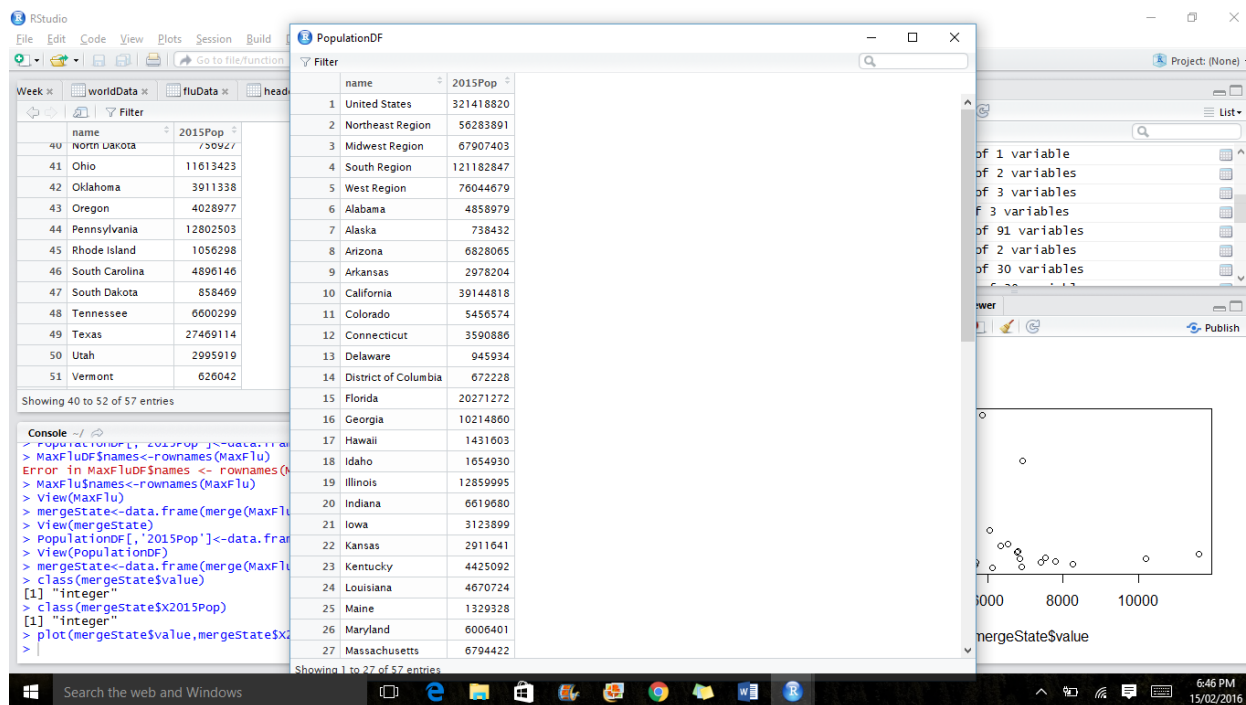 RStudio
File Edit Code View Plots Session Build
Go to file/function
Project: (None)
Week × worldData × fluData ×
Filter
name 2015Pop
40 North Dakota 756927
41 Ohio 11613423
42 Oklahoma 3911338
43 Oregon 4028977
44 Pennsylvania 12802503
45 Rhode Island 1056298
46 South Carolina 4896146
47 South Dakota 858469
48 Tennessee 6600299
49 Texas 27469114
50 Utah 2995919
51 Vermont 626042
Showing 40 to 52 of 57 entries
Console ~/
> PopulationDF[,'2015Pop']<-data.fra
> MaxFluDF$names<-rownames(MaxFlu)
Error in MaxFluDF$names <- rownames(M
> MaxFlu$names<-rownames(MaxFlu)
> View(MaxFlu)
> mergeState<-data.frame(merge(MaxFlu
> View(mergeState)
> PopulationDF[,'2015Pop']<-data.fra
> View(PopulationDF)
> mergeState<-data.frame(merge(MaxFlu
> class(mergeState$value)
[1] "integer"
> class(mergeState$X2015Pop)
[1] "integer"
> plot(mergeState$value,mergeState$X2
>
PopulationDF
Filter
name 2015Pop
1 United States 321418820
2 Northeast Region 56283891
3 Midwest Region 67907403
4 South Region 121182847
5 West Region 76044679
6 Alabama 4858979
7 Alaska 738432
8 Arizona 6828065
9 Arkansas 2978204
10 California 39144818
11 Colorado 5456574
12 Connecticut 3590886
13 Delaware 945934
14 District of Columbia 672228
15 Florida 20271272
16 Georgia 10214860
17 Hawaii 1431603
18 Idaho 1654930
19 Illinois 12859995
20 Indiana 6619680
21 Iowa 3123899
22 Kansas 2911641
23 Kentucky 4425092
24 Louisiana 4670724
25 Maine 1329328
26 Maryland 6006401
27 Massachusetts 6794422
Showing 1 to 27 of 57 entries
List
of 1 variable
of 2 variables
of 3 variables
f 3 variables
of 91 variables
of 2 variables
of 30 variables
Publish
8000 10000
mergeState$value
Search the web and Windows
6:46 PM
15/02/2016